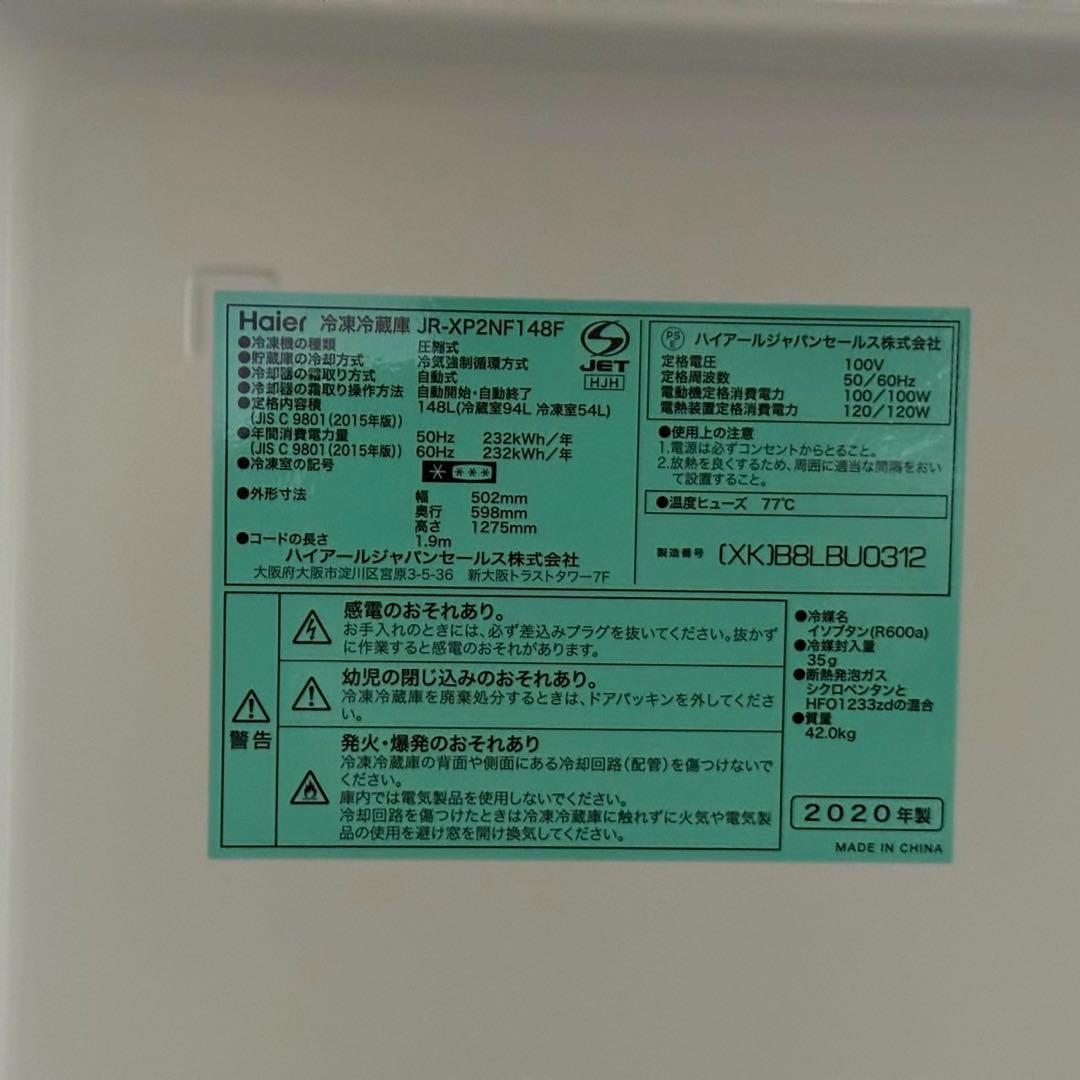 Haier 冷凍冷蔵庫 JR-XP2NF148F
●冷凍機の種類 圧縮式
●貯蔵庫の冷却方式 冷気強制循環方式
●冷却器の霜取り方式 自動式
●冷却器の霜取り操作方法 自動開始・自動終了
●定格内容積 148L(冷蔵室94L 冷凍室54L)
(JIS C 9801(2015年版))
●年間消費電力量 50Hz 232kWh/年
(JIS C 9801(2015年版)) 60Hz 232kWh/年
●冷凍室の記号 * ***
●外形寸法 幅 502mm
奥行 598mm
高さ 1275mm
●コードの長さ 1.9m
ハイアールジャパンセールス株式会社
大阪府大阪市淀川区宮原3-5-36 新大阪トラストタワー7F
S
JET
HJH
PS
E
ハイアールジャパンセールス株式会社
定格電圧 100V
定格周波数 50/60Hz
電動機定格消費電力 100/100W
電熱装置定格消費電力 120/120W
●使用上の注意
1.電源は必ずコンセントからとること。
2.放熱を良くするため、周囲に適当な間隔をおい
て設置すること。
●温度ヒューズ 77℃
製造番号 (XK)B8LBU0312
警告
感電のおそれあり。
お手入れのときには、必ず差込みプラグを抜いてください。抜かず
に作業すると感電のおそれがあります。
幼児の閉じ込みのおそれあり。
冷凍冷蔵庫を廃棄処分するときは、ドアパッキンを外してくださ
い。
発火・爆発のおそれあり
冷凍冷蔵庫の背面や側面にある冷却回路(配管)を傷つけないで
ください。
庫内では電気製品を使用しないでください。
冷却回路を傷つけたときは冷凍冷蔵庫に触れずに火気や電気製
品の使用を避け窓を開け換気してください。
●冷媒名
イソブタン(R600a)
●冷媒封入量
35g
●断熱発泡ガス
シクロペンタンと
HFO1233zdの混合
●質量
42.0kg
2020年製
MADE IN CHINA